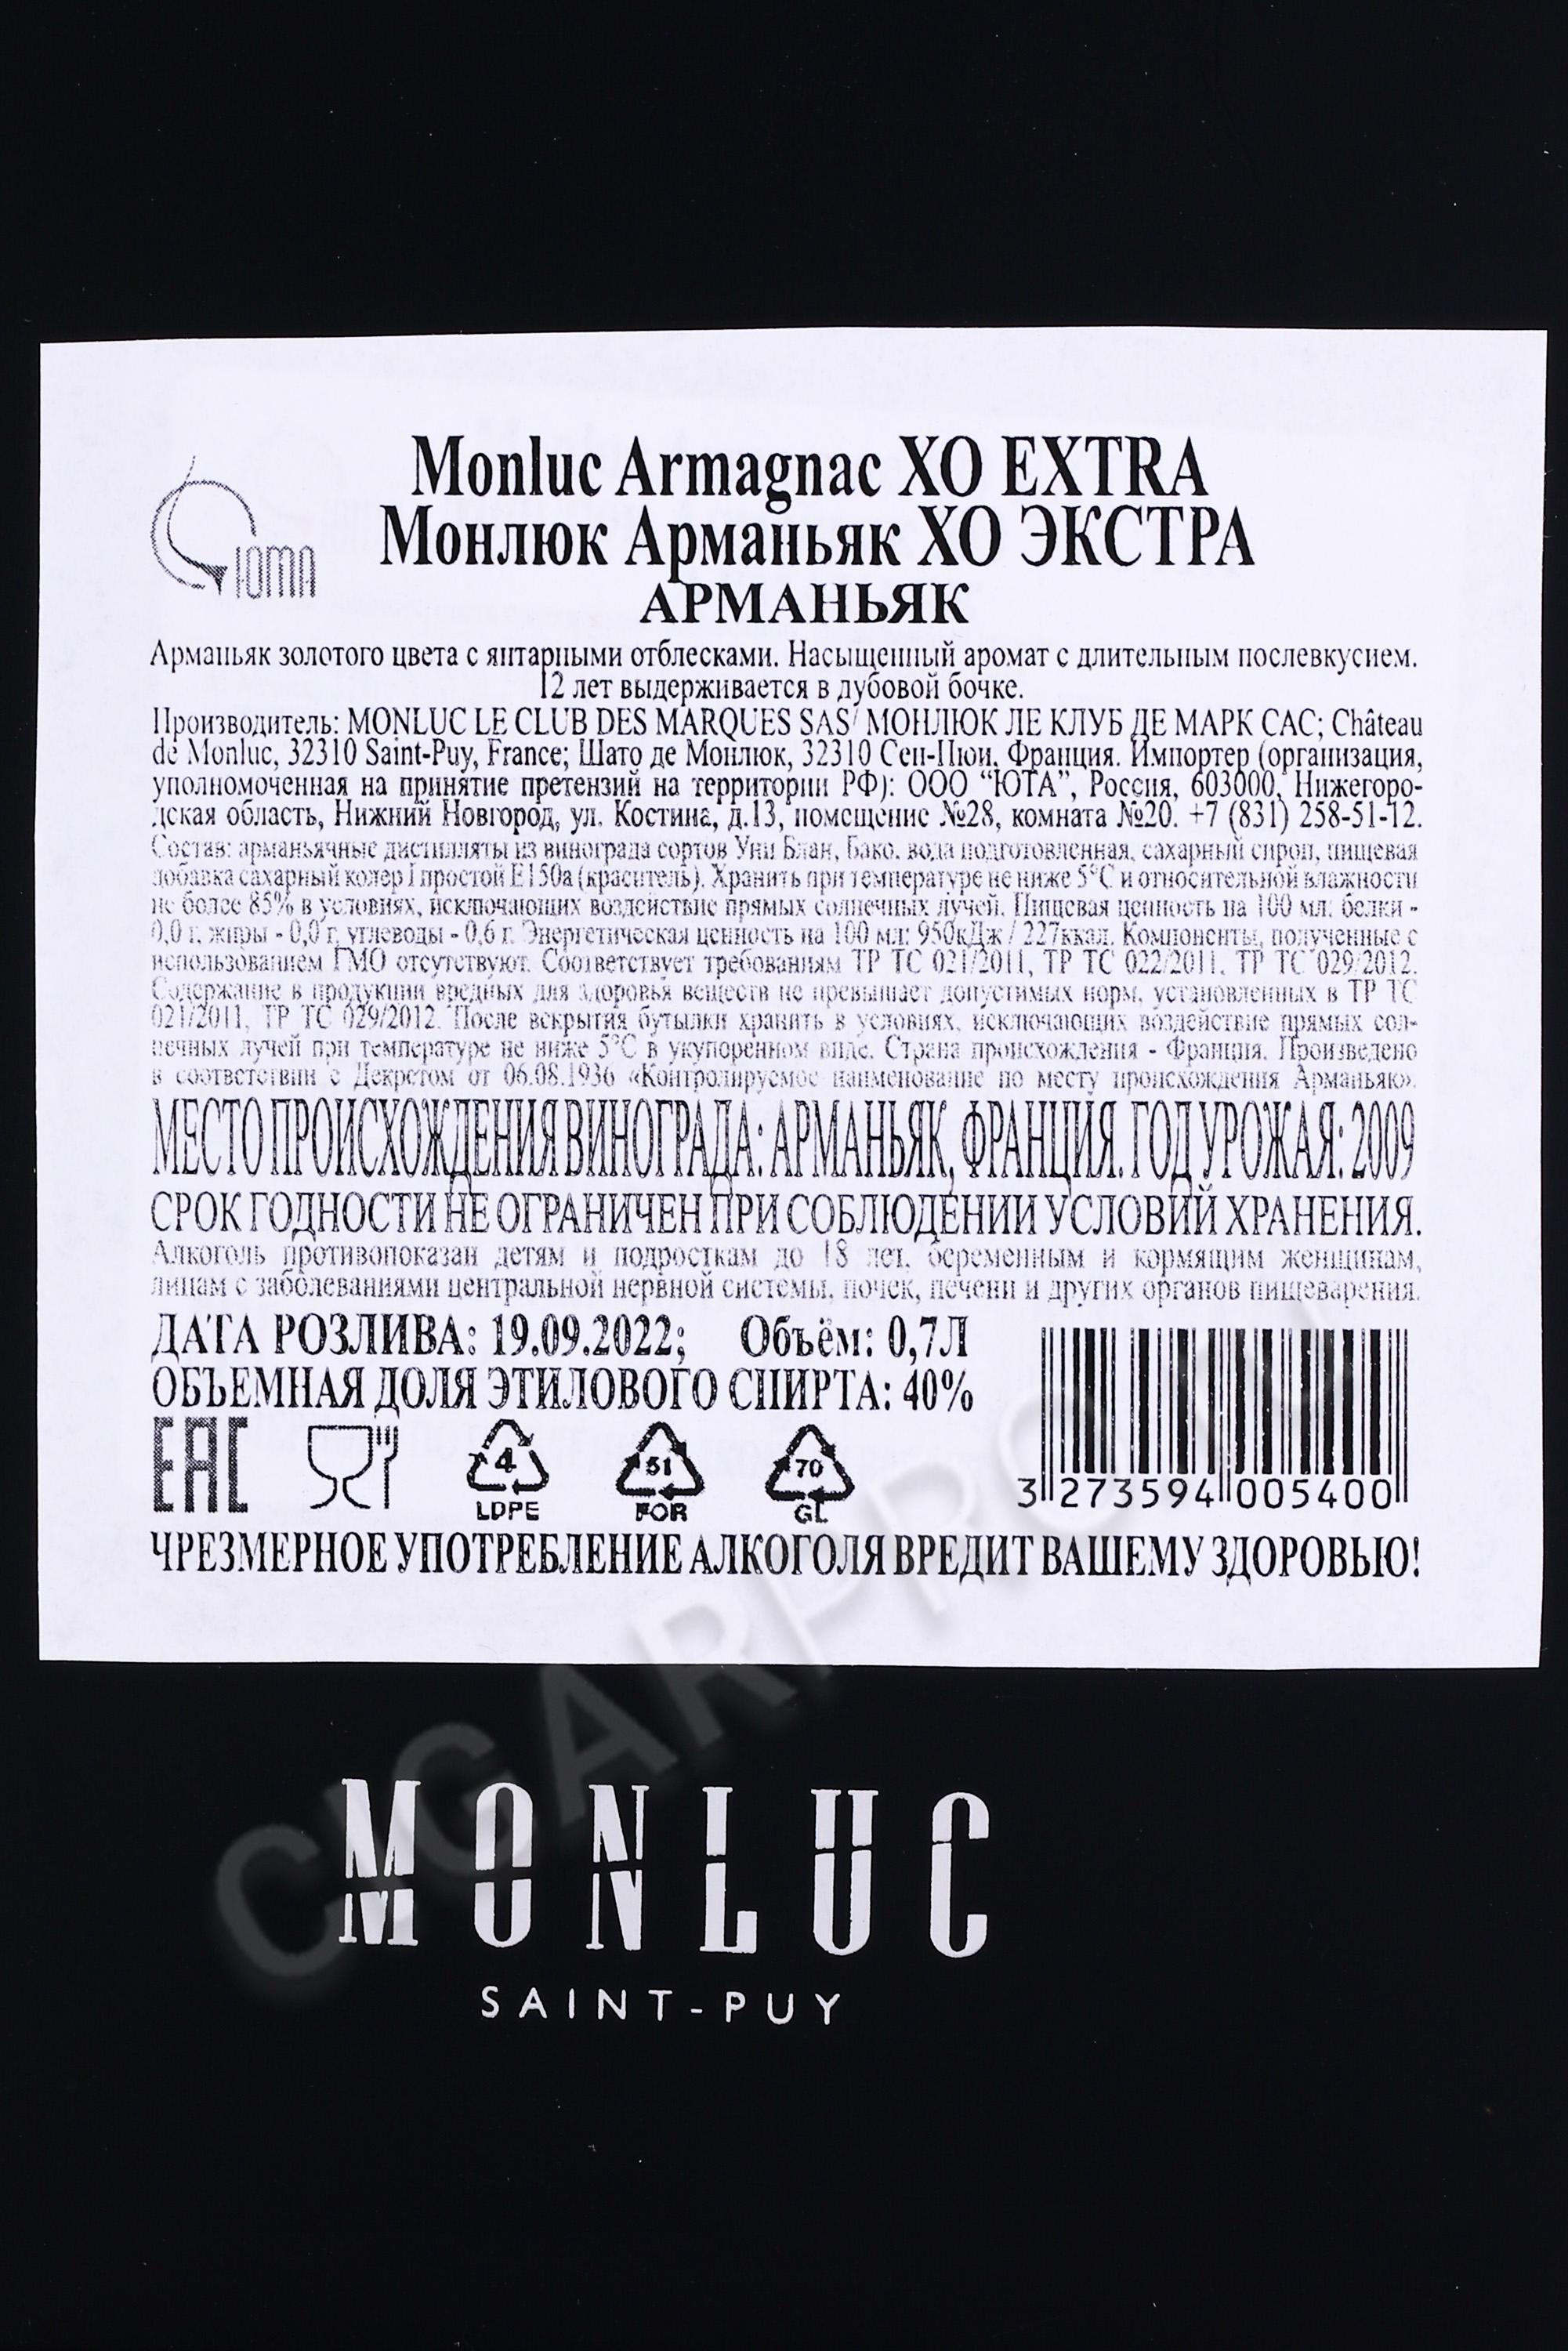 Monluc Armagnac XO EXTRA
Монлюк Арманьяк ХО ЭКСТРА
ЮТА
АРМАНЬЯК
Арманьяк золотого цвета с янтарными отблесками. Насыщенный аромат с длительным послевкусием.
12 лет выдерживается в дубовой бочке.
Производитель: MONLUC LE CLUB DES MARQUES SAS/ МОНЛЮК ЛЕ КЛУБ ДЕ МАРК САС; Château
de Monluc, 32310 Saint-Puy, France; Шато де Монлюк, 32310 Сен-Пюи, Франция. Импортер (организация,
уполномоченная на принятие претензий на территории РФ): ООО “ЮТА”, Россия, 603000, Нижегоро-
дская область, Нижний Новгород, ул. Костина, д.13, помещение №28, комната №20. +7 (831) 258-51-12.
Состав: арманьячные дистилляты из винограда сортов Уни Блан, Бако, вода подготовленная, сахарный сироп, пищевая
добавка сахарный колер I простой Е150а (краситель). Хранить при температуре не ниже 5°С и относительной влажности
не более 85% в условиях, исключающих воздействие прямых солнечных лучей. Пищевая ценность на 100 мл: белки -
0,0 г, жиры - 0,0 г, углеводы - 0,6 г. Энергетическая ценность на 100 мл: 950кДж / 227ккал. Компоненты, полученные с
использованием ГМО отсутствуют. Соответствует требованиям ТР ТС 021/2011, ТР ТС 022/2011, ТР ТС 029/2012.
Содержание в продукции вредных для здоровья веществ не превышает допустимых норм, установленных в ТР ТС
021/2011, ТР ТС 029/2012. После вскрытия бутылки хранить в условиях, исключающих воздействие прямых сол-
нечных лучей при температуре не ниже 5°С в укупоренном виде. Страна происхождения - Франция. Произведено
в соответствии с Декретом от 06.08.1936 «Контролируемое наименование по месту происхождения Арманьяк».
МЕСТО ПРОИСХОЖДЕНИЯ ВИНОГРАДА: АРМАНЬЯК, ФРАНЦИЯ. ГОД УРОЖАЯ: 2009
СРОК ГОДНОСТИ НЕ ОГРАНИЧЕН ПРИ СОБЛЮДЕНИИ УСЛОВИЙ ХРАНЕНИЯ.
Алкоголь противопоказан детям и подросткам до 18 лет, беременным и кормящим женщинам,
лицам с заболеваниями центральной нервной системы, почек, печени и других органов пищеварения.
ДАТА РОЗЛИВА: 19.09.2022; Объём: 0,7Л
ОБЪЕМНАЯ ДОЛЯ ЭТИЛОВОГО СПИРТА: 40%
EAC
4 51 70
LDPE FOR GL
3 273594 005400
ЧРЕЗМЕРНОЕ УПОТРЕБЛЕНИЕ АЛКОГОЛЯ ВРЕДИТ ВАШЕМУ ЗДОРОВЬЮ!
MONLUC
SAINT-PUY